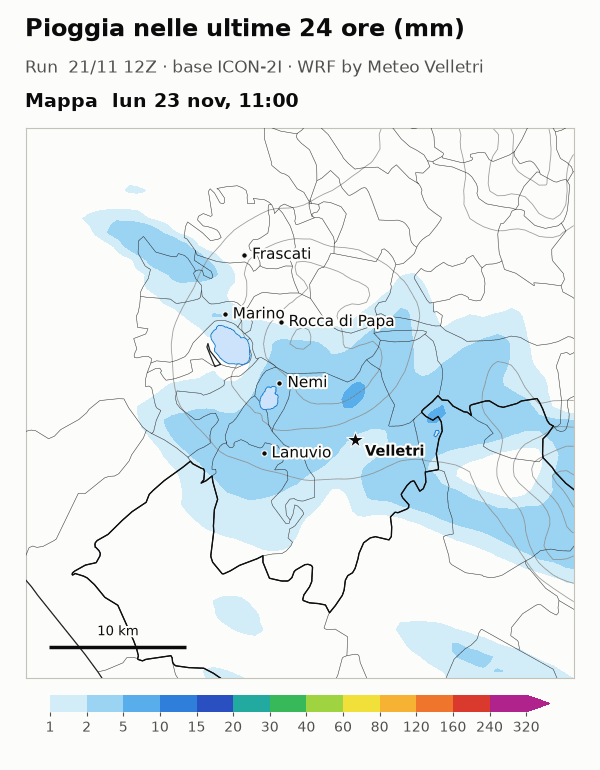 Pioggia nelle ultime 24 ore (mm)
Run  21/11 12Z · base ICON-2I · WRF by Meteo Velletri
Mappa  lun 23 nov, 11:00
Frascati
Marino
Rocca di Papa
Nemi
Velletri
Lanuvio
10 km
1 2 5 10 15 20 30 40 60 80 120 160 240 320